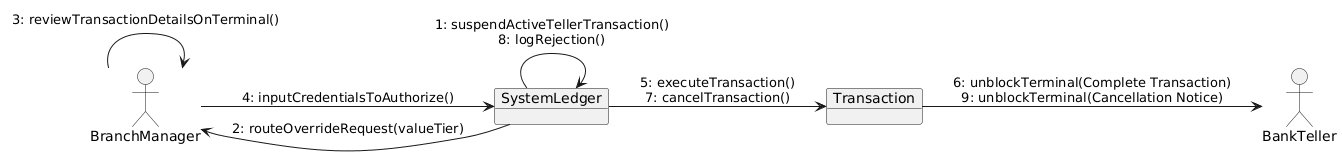 3: reviewTransactionDetailsOnTerminal()
1: suspendActiveTellerTransaction()
8: logRejection()
4: inputCredentialsToAuthorize()
SystemLedger
5: executeTransaction()
7: cancelTransaction()
Transaction
6: unblockTerminal(Complete Transaction)
9: unblockTerminal(Cancellation Notice)
2: routeOverrideRequest(valueTier)
BranchManager
BankTeller